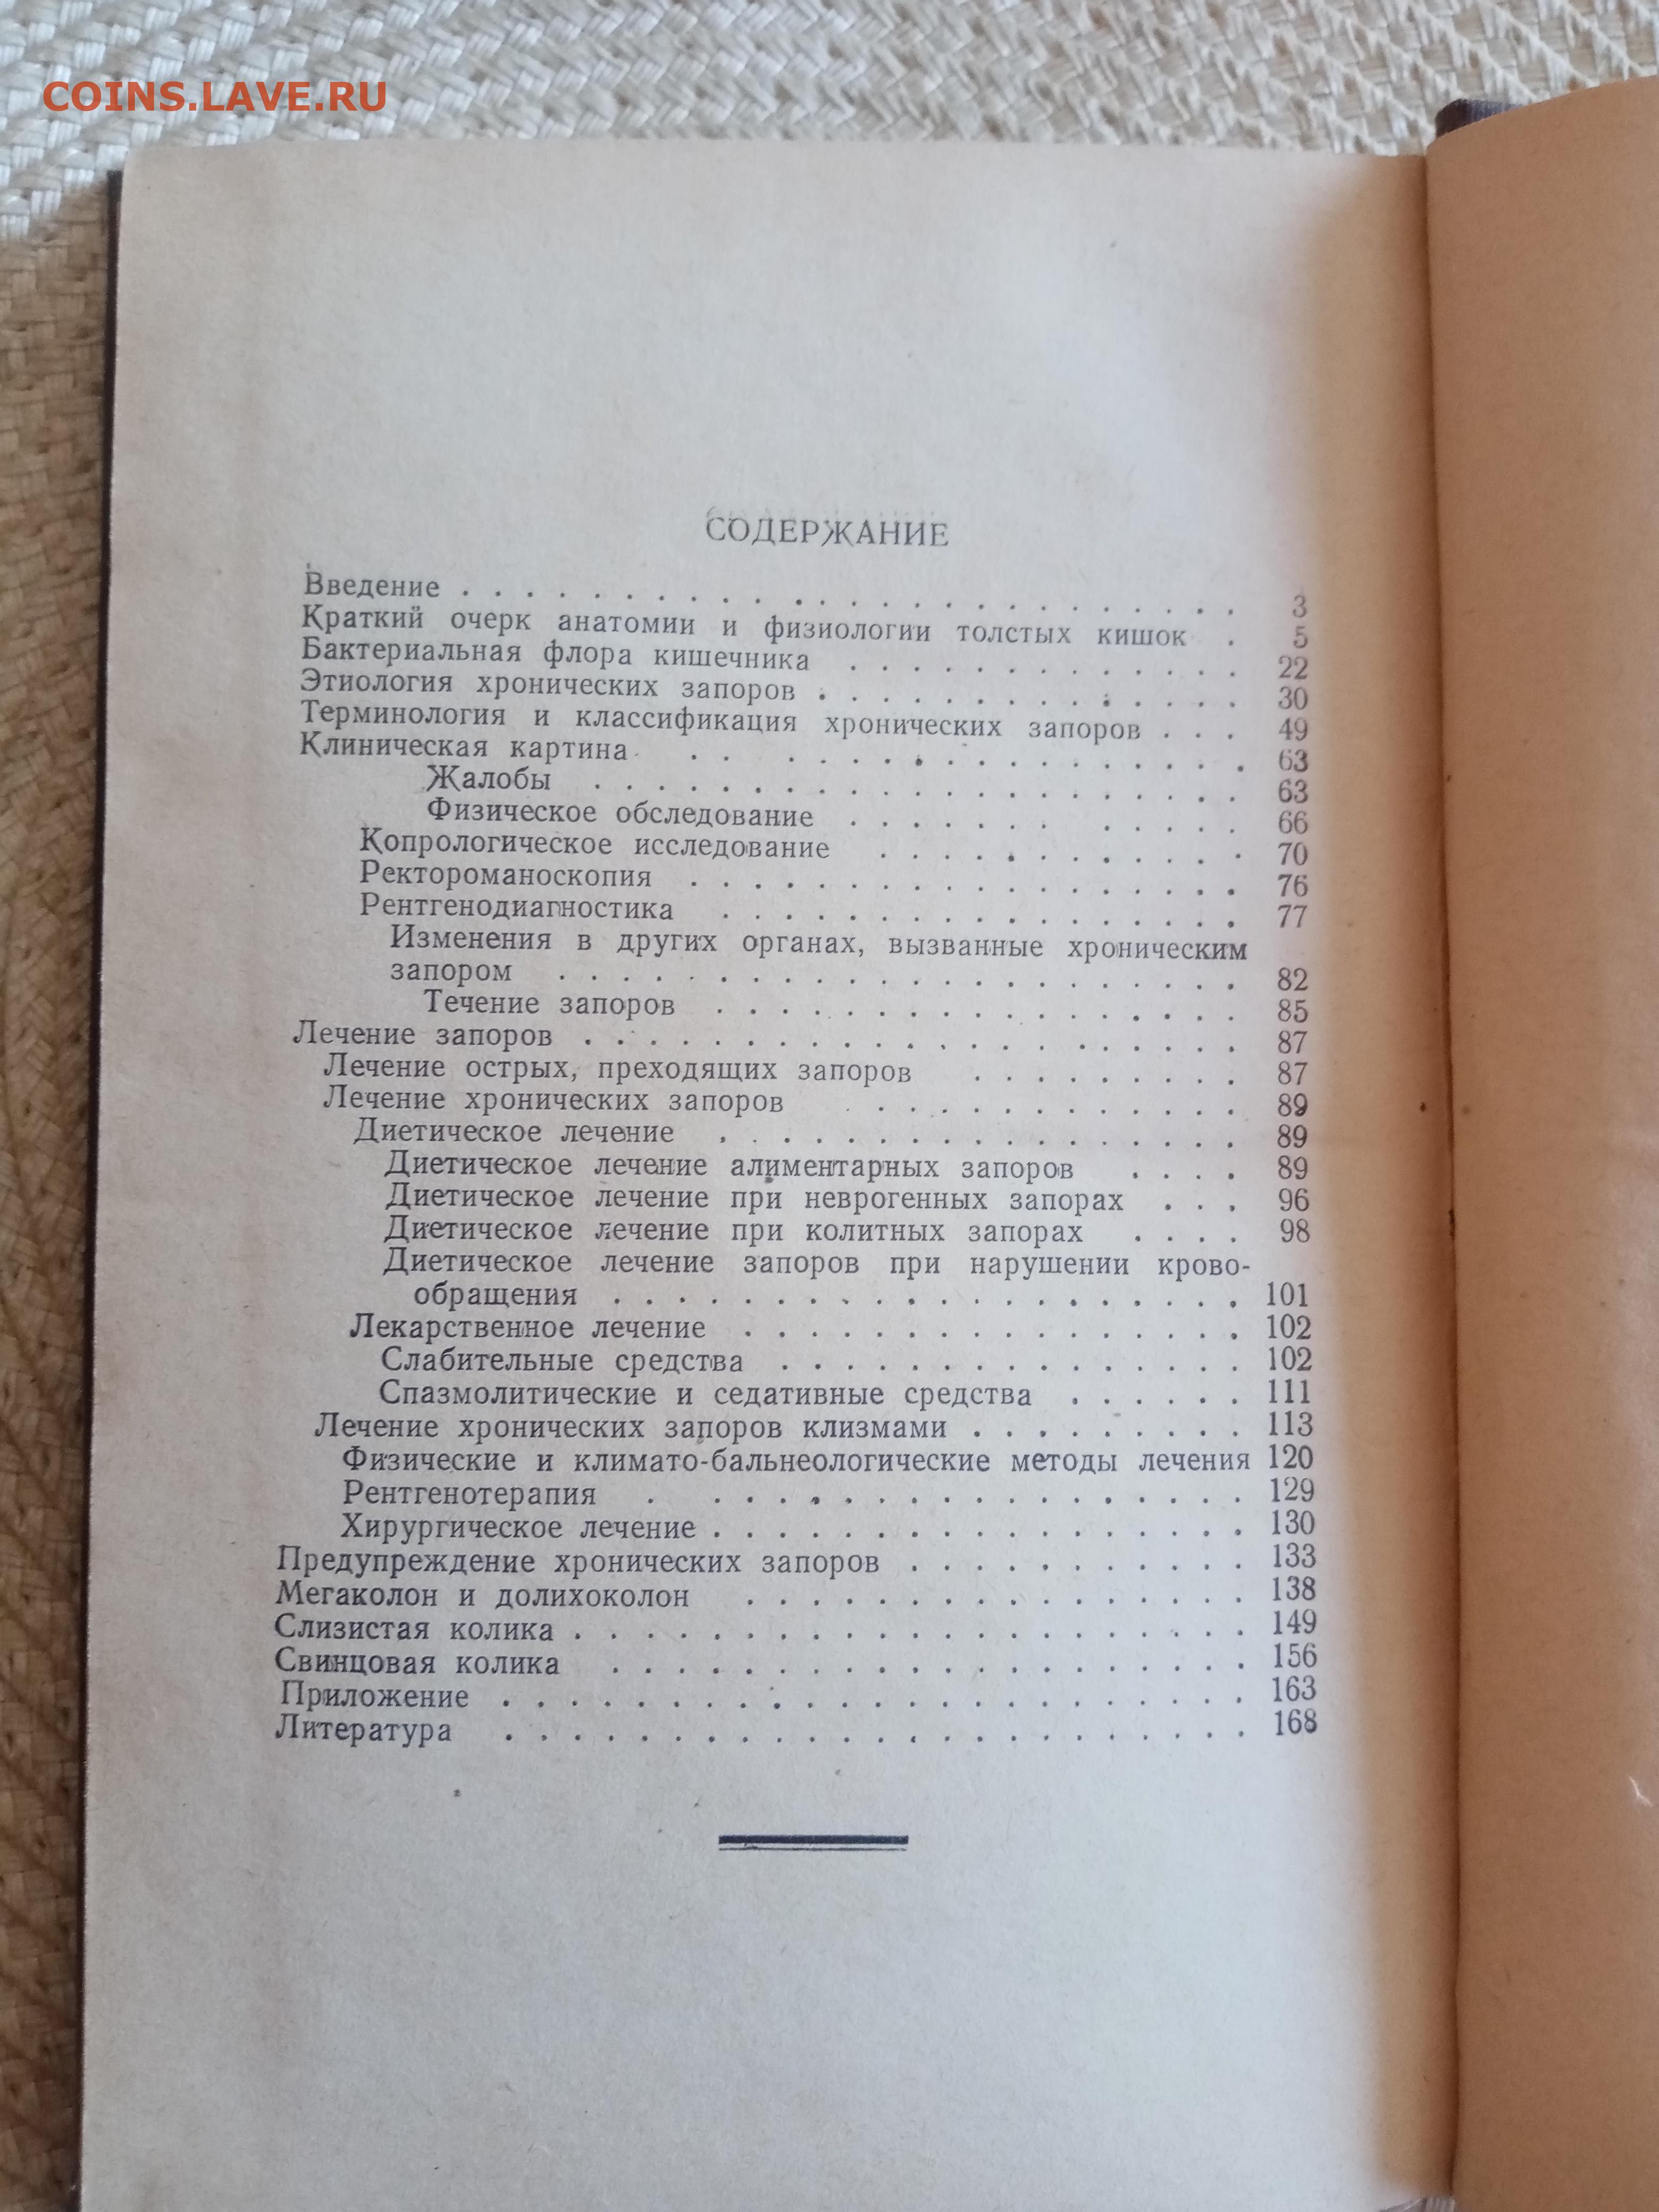 COINS.LAVE.RU
СОДЕРЖАНИЕ
Введение . . . . . . . . . . . . . . . . . . . . . . . . 3
Краткий очерк анатомии и физиологии толстых кишок . 5
Бактериальная флора кишечника . . . . . . . . . . . . 22
Этиология хронических запоров . . . . . . . . . . . . . 30
Терминология и классификация хронических запоров . . . 49
Клиническая картина . . . . . . . . . . . . . . . . . 63
Жалобы . . . . . . . . . . . . . . . . . . . . 63
Физическое обследование . . . . . . . . . . . . 66
Копрологическое исследование . . . . . . . . . . . . 70
Ректороманоскопия . . . . . . . . . . . . . . . . . 76
Рентгенодиагностика . . . . . . . . . . . . . . . . 77
Изменения в других органах, вызванные хроническим
запором . . . . . . . . . . . . . . . . . . . . . 82
Течение запоров . . . . . . . . . . . . . . . . 85
Лечение запоров . . . . . . . . . . . . . . . . . . . . 87
Лечение острых, преходящих запоров . . . . . . . . . 87
Лечение хронических запоров . . . . . . . . . . . . 89
Диетическое лечение . . . . . . . . . . . . . . . . 89
Диетическое лечение алиментарных запоров . . . . 89
Диетическое лечение при неврогенных запорах . . . 96
Диетическое лечение при колитных запорах . . . . 98
Диетическое лечение запоров при нарушении крово-
обращения . . . . . . . . . . . . . . . . . . . . 101
Лекарственное лечение . . . . . . . . . . . . . . . . 102
Слабительные средства . . . . . . . . . . . . . . . 102
Спазмолитические и седативные средства . . . . . . 111
Лечение хронических запоров клизмами . . . . . . . . . 113
Физические и климато-бальнеологические методы лечения 120
Рентгенотерапия . . . . . . . . . . . . . . . . . . 129
Хирургическое лечение . . . . . . . . . . . . . . . . . 130
Предупреждение хронических запоров . . . . . . . . . . . 133
Мегаколон и долихоколон . . . . . . . . . . . . . . . . 138
Слизистая колика . . . . . . . . . . . . . . . . . . . . . 149
Свинцовая колика . . . . . . . . . . . . . . . . . . . . 156
Приложение . . . . . . . . . . . . . . . . . . . . . . . 163
Литература . . . . . . . . . . . . . . . . . . . . . . . 168